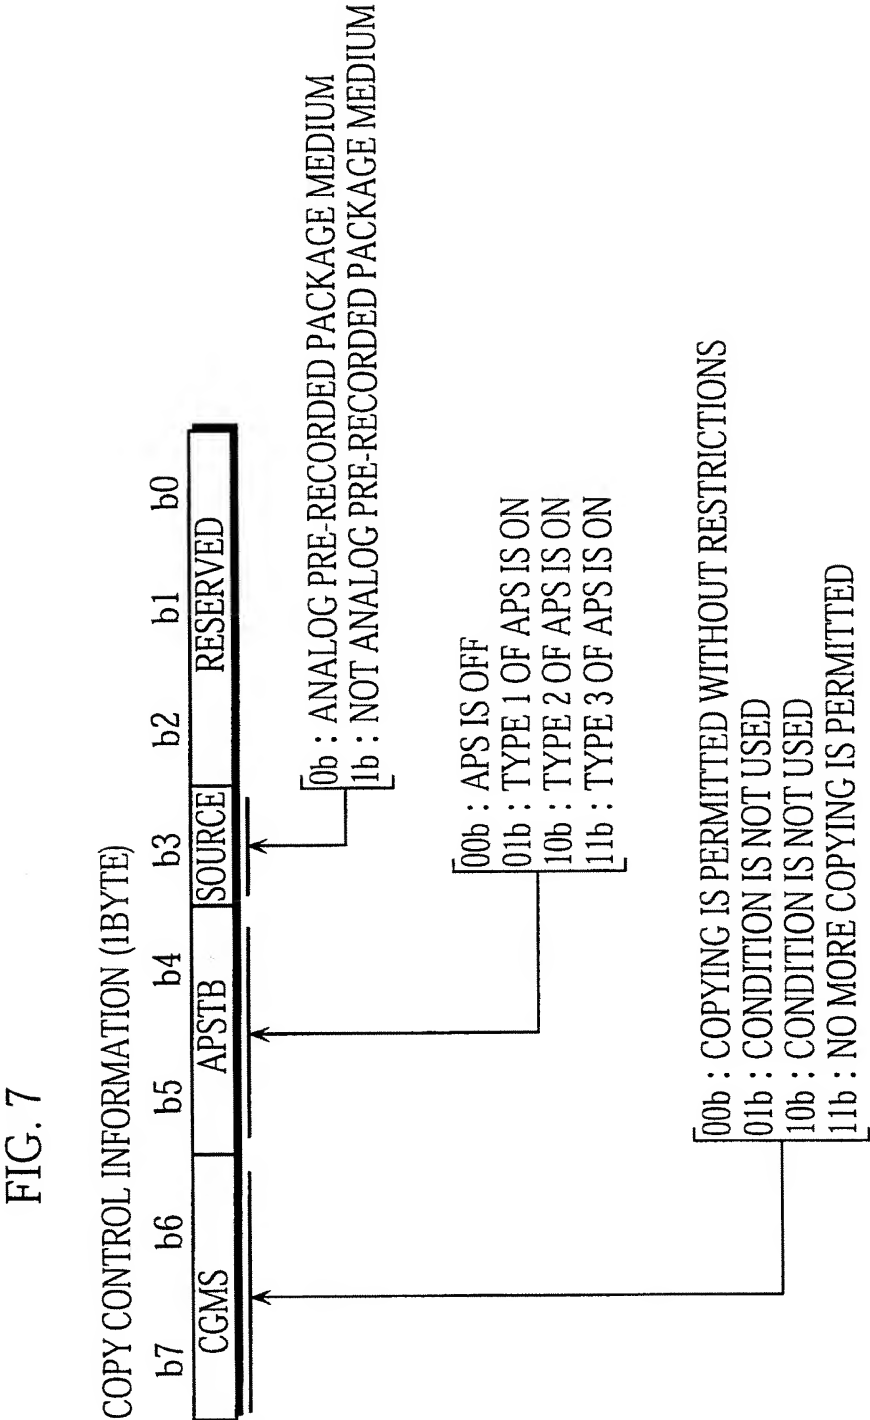 FIG. 7
COPY CONTROL INFORMATION (1BYTE)
b7 b6 b5 b4 b3 b2 b1 b0
CGMS APSTB SOURCE RESERVED
0b : ANALOG PRE-RECORDED PACKAGE MEDIUM
1b : NOT ANALOG PRE-RECORDED PACKAGE MEDIUM
00b : APS IS OFF
01b : TYPE 1 OF APS IS ON
10b : TYPE 2 OF APS IS ON
11b : TYPE 3 OF APS IS ON
00b : COPYING IS PERMITTED WITHOUT RESTRICTIONS
01b : CONDITION IS NOT USED
10b : CONDITION IS NOT USED
11b : NO MORE COPYING IS PERMITTED